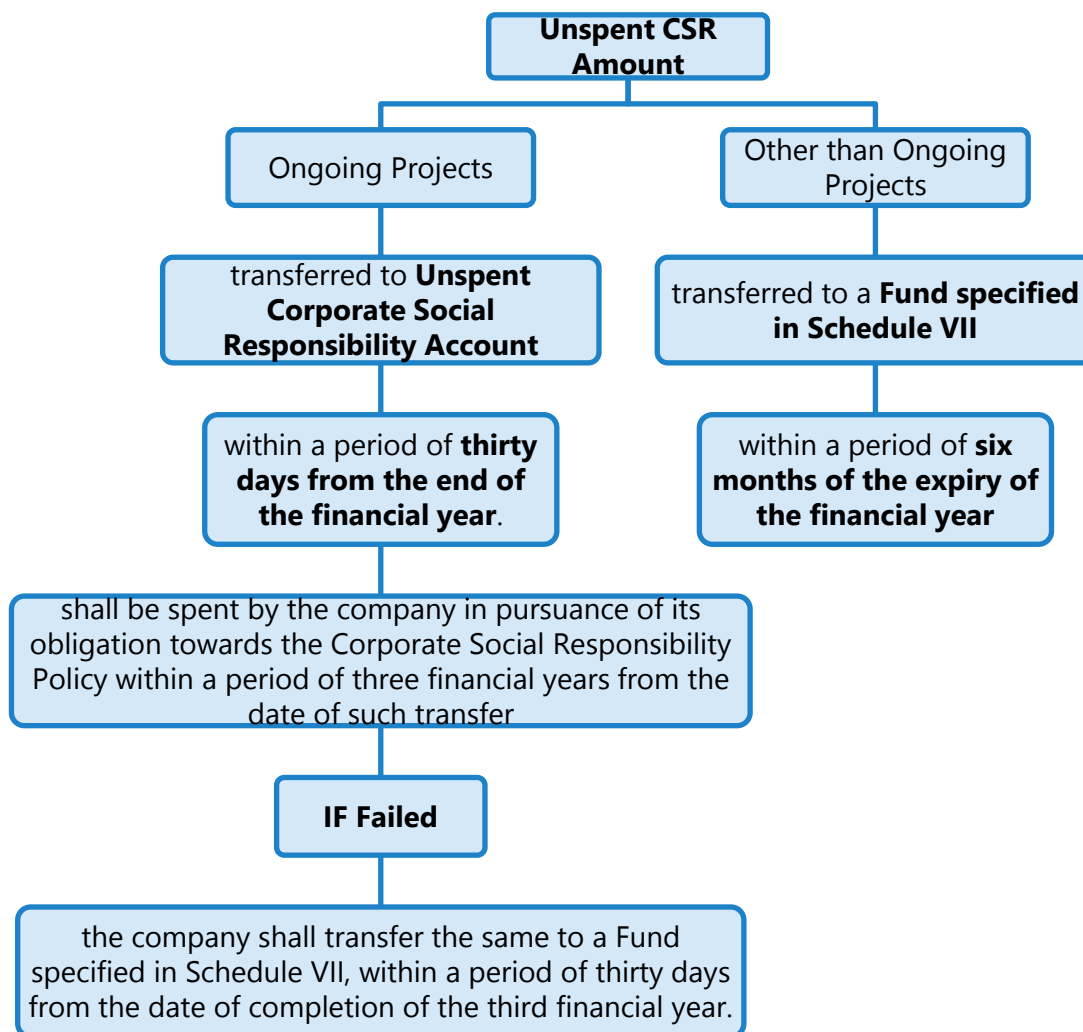 Unspent CSR
Amount
Ongoing Projects
Other than Ongoing
Projects
transferred to Unspent
Corporate Social
Responsibility Account
transferred to a Fund specified
in Schedule VII
within a period of thirty
days from the end of
the financial year.
within a period of six
months of the expiry of
the financial year
shall be spent by the company in pursuance of its
obligation towards the Corporate Social Responsibility
Policy within a period of three financial years from the
date of such transfer
IF Failed
the company shall transfer the same to a Fund
specified in Schedule VII, within a period of thirty days
from the date of completion of the third financial year.